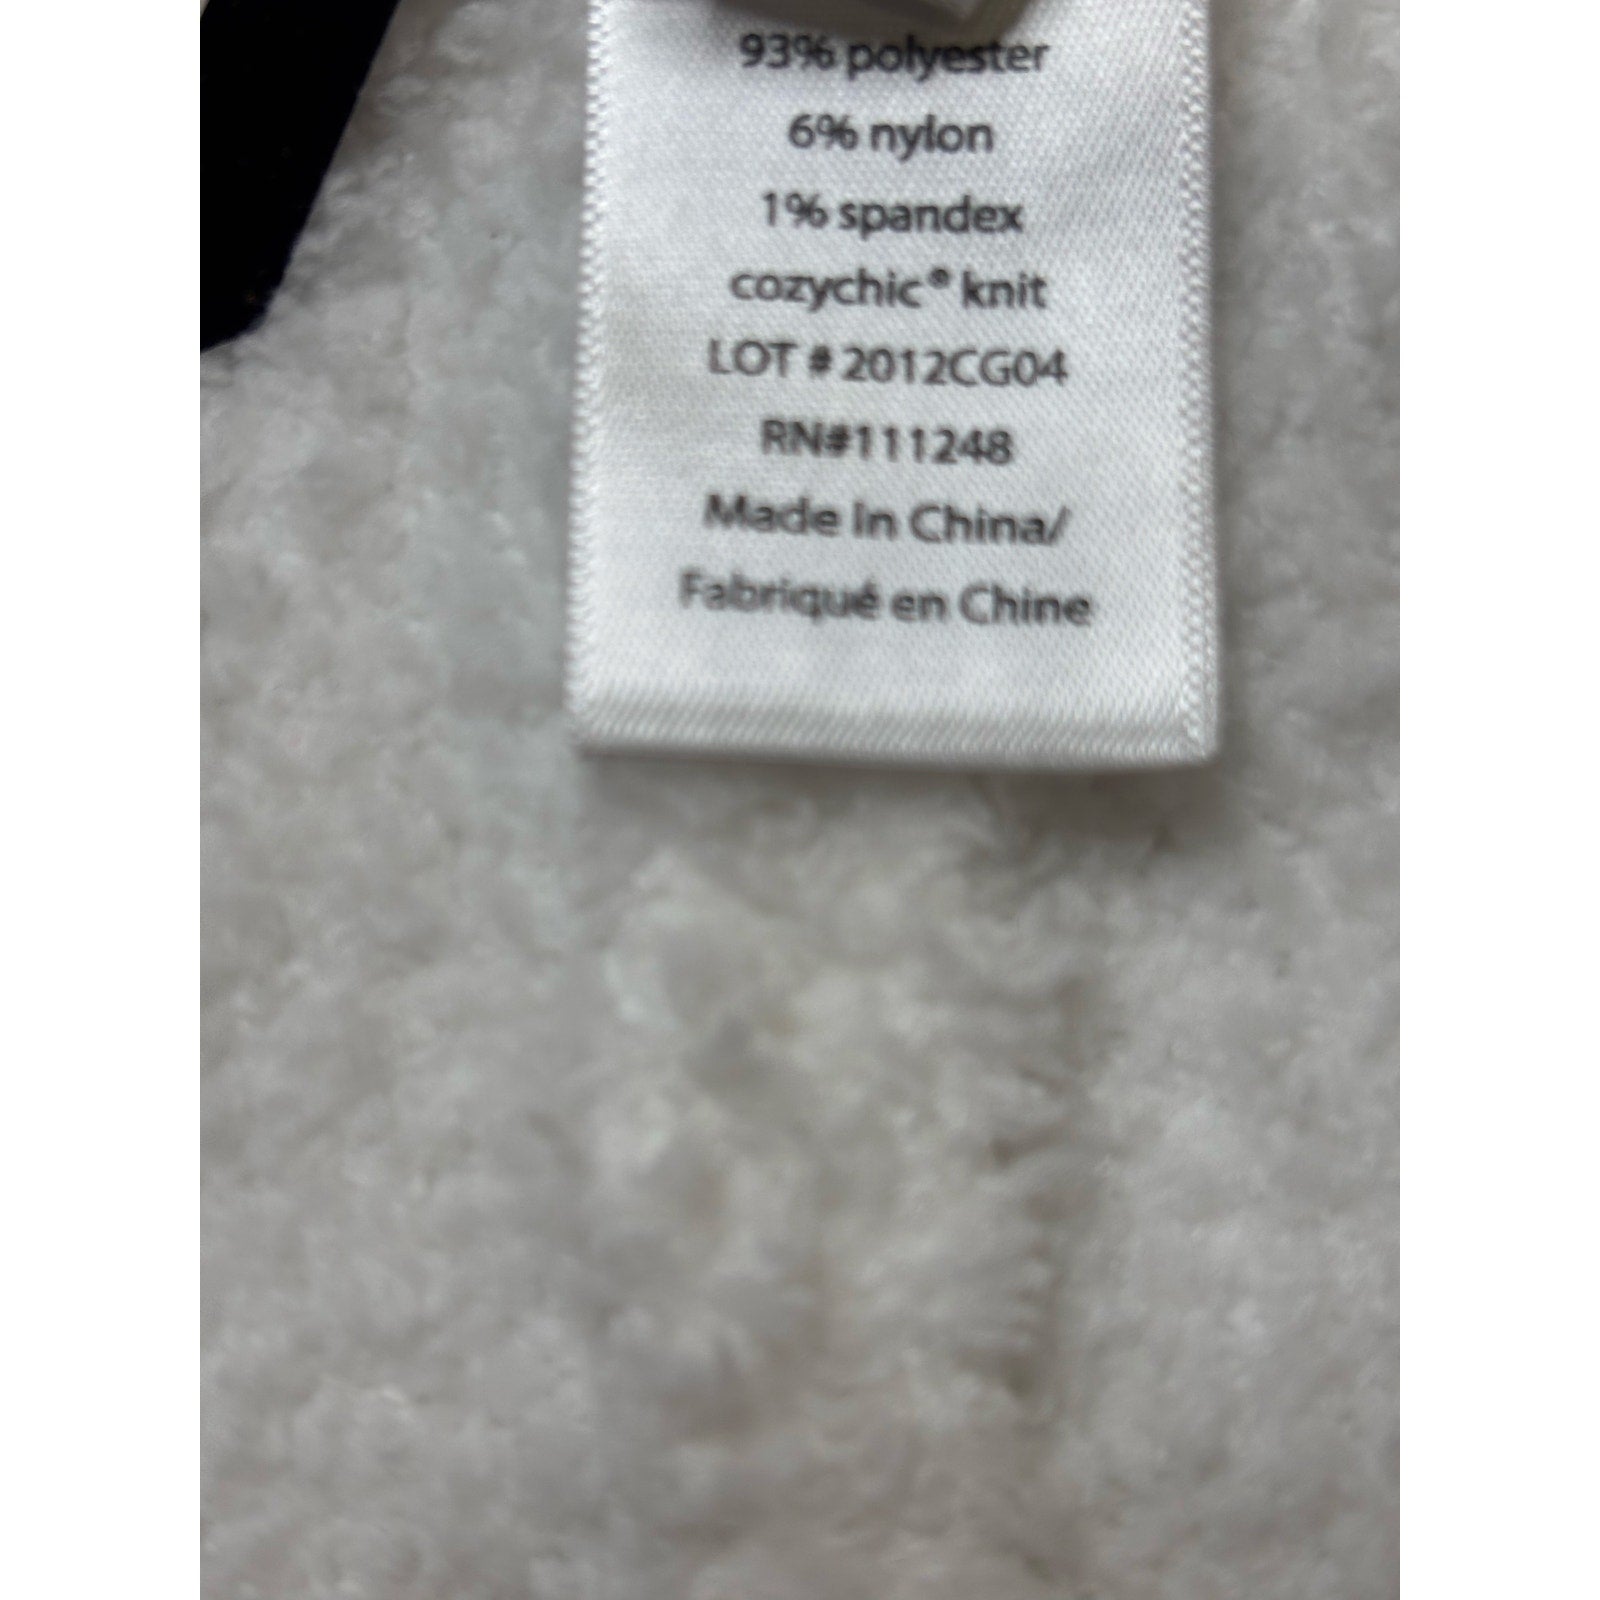 93% polyester
6% nylon
1% spandex
cozychic® knit
LOT # 2012CG04
RN#111248
Made In China/
Fabriqué en Chine